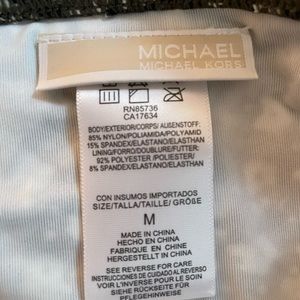 MICHAEL
MICHAEL KORS
RN85736
CA17634
BODY/EXTERIOR/CORPS/ AUßENSTOFF:
85% NYLON/POLIAMIDA/POLYAMID
15% SPANDEX/ELASTANO/ELASTHAN
LINING/FORRO/DOUBLURE/FUTTER:
92% POLYESTER/POLIESTER/
8% SPANDEX/ELASTANO/ELASTHAN
CON INSUMOS IMPORTADOS
SIZE/TALLA/TAILLE/ GRÖßE
M
MADE IN CHINA
HECHO EN CHINA
FABRIQUE EN CHINE
HERGESTELLT IN CHINA
SEE REVERSE FOR CARE
INSTRUCCIONES DE CUIDADO AL REVERSO
VOIR L'INVERSE POUR LE SOIN
SIEHE RÜCKSEITE FÜR
PFLEGEHINWEISE